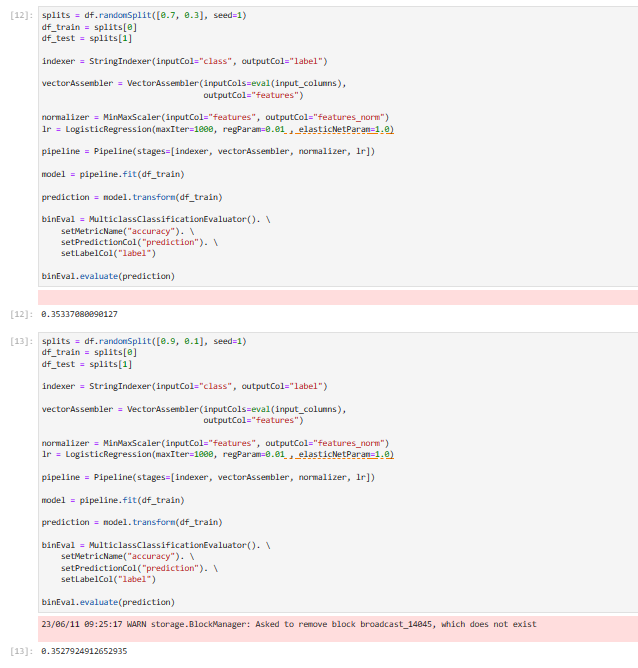 [12]: splits = df.randomSplit([0.7, 0.3], seed=1)
df_train = splits[0]
df_test = splits[1]
indexer = StringIndexer(inputCol="class", outputCol="label")
vectorAssembler = VectorAssembler(inputCols=eval(input_columns),
outputCol="features")
normalizer = MinMaxScaler(inputCol="features", outputCol="features_norm")
lr = LogisticRegression(maxIter=1000, regParam=0.01 , elasticNetParam=1.0)
pipeline = Pipeline(stages=[indexer, vectorAssembler, normalizer, lr])
model = pipeline.fit(df_train)
prediction = model.transform(df_train)
binEval = MulticlassClassificationEvaluator(). \
setMetricName("accuracy"). \
setPredictionCol("prediction"). \
setLabelCol("label")
binEval.evaluate(prediction)
[12]: 0.35337080090127
[13]: splits = df.randomSplit([0.9, 0.1], seed=1)
df_train = splits[0]
df_test = splits[1]
indexer = StringIndexer(inputCol="class", outputCol="label")
vectorAssembler = VectorAssembler(inputCols=eval(input_columns),
outputCol="features")
normalizer = MinMaxScaler(inputCol="features", outputCol="features_norm")
lr = LogisticRegression(maxIter=1000, regParam=0.01 , elasticNetParam=1.0)
pipeline = Pipeline(stages=[indexer, vectorAssembler, normalizer, lr])
model = pipeline.fit(df_train)
prediction = model.transform(df_train)
binEval = MulticlassClassificationEvaluator(). \
setMetricName("accuracy"). \
setPredictionCol("prediction"). \
setLabelCol("label")
binEval.evaluate(prediction)
23/06/11 09:25:17 WARN storage.BlockManager: Asked to remove block broadcast_14045, which does not exist
[13]: 0.3527924912652935